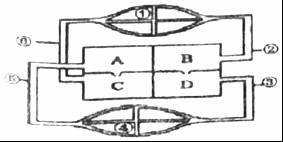 ①
⑥ A B ②
⑤ C D ③
④